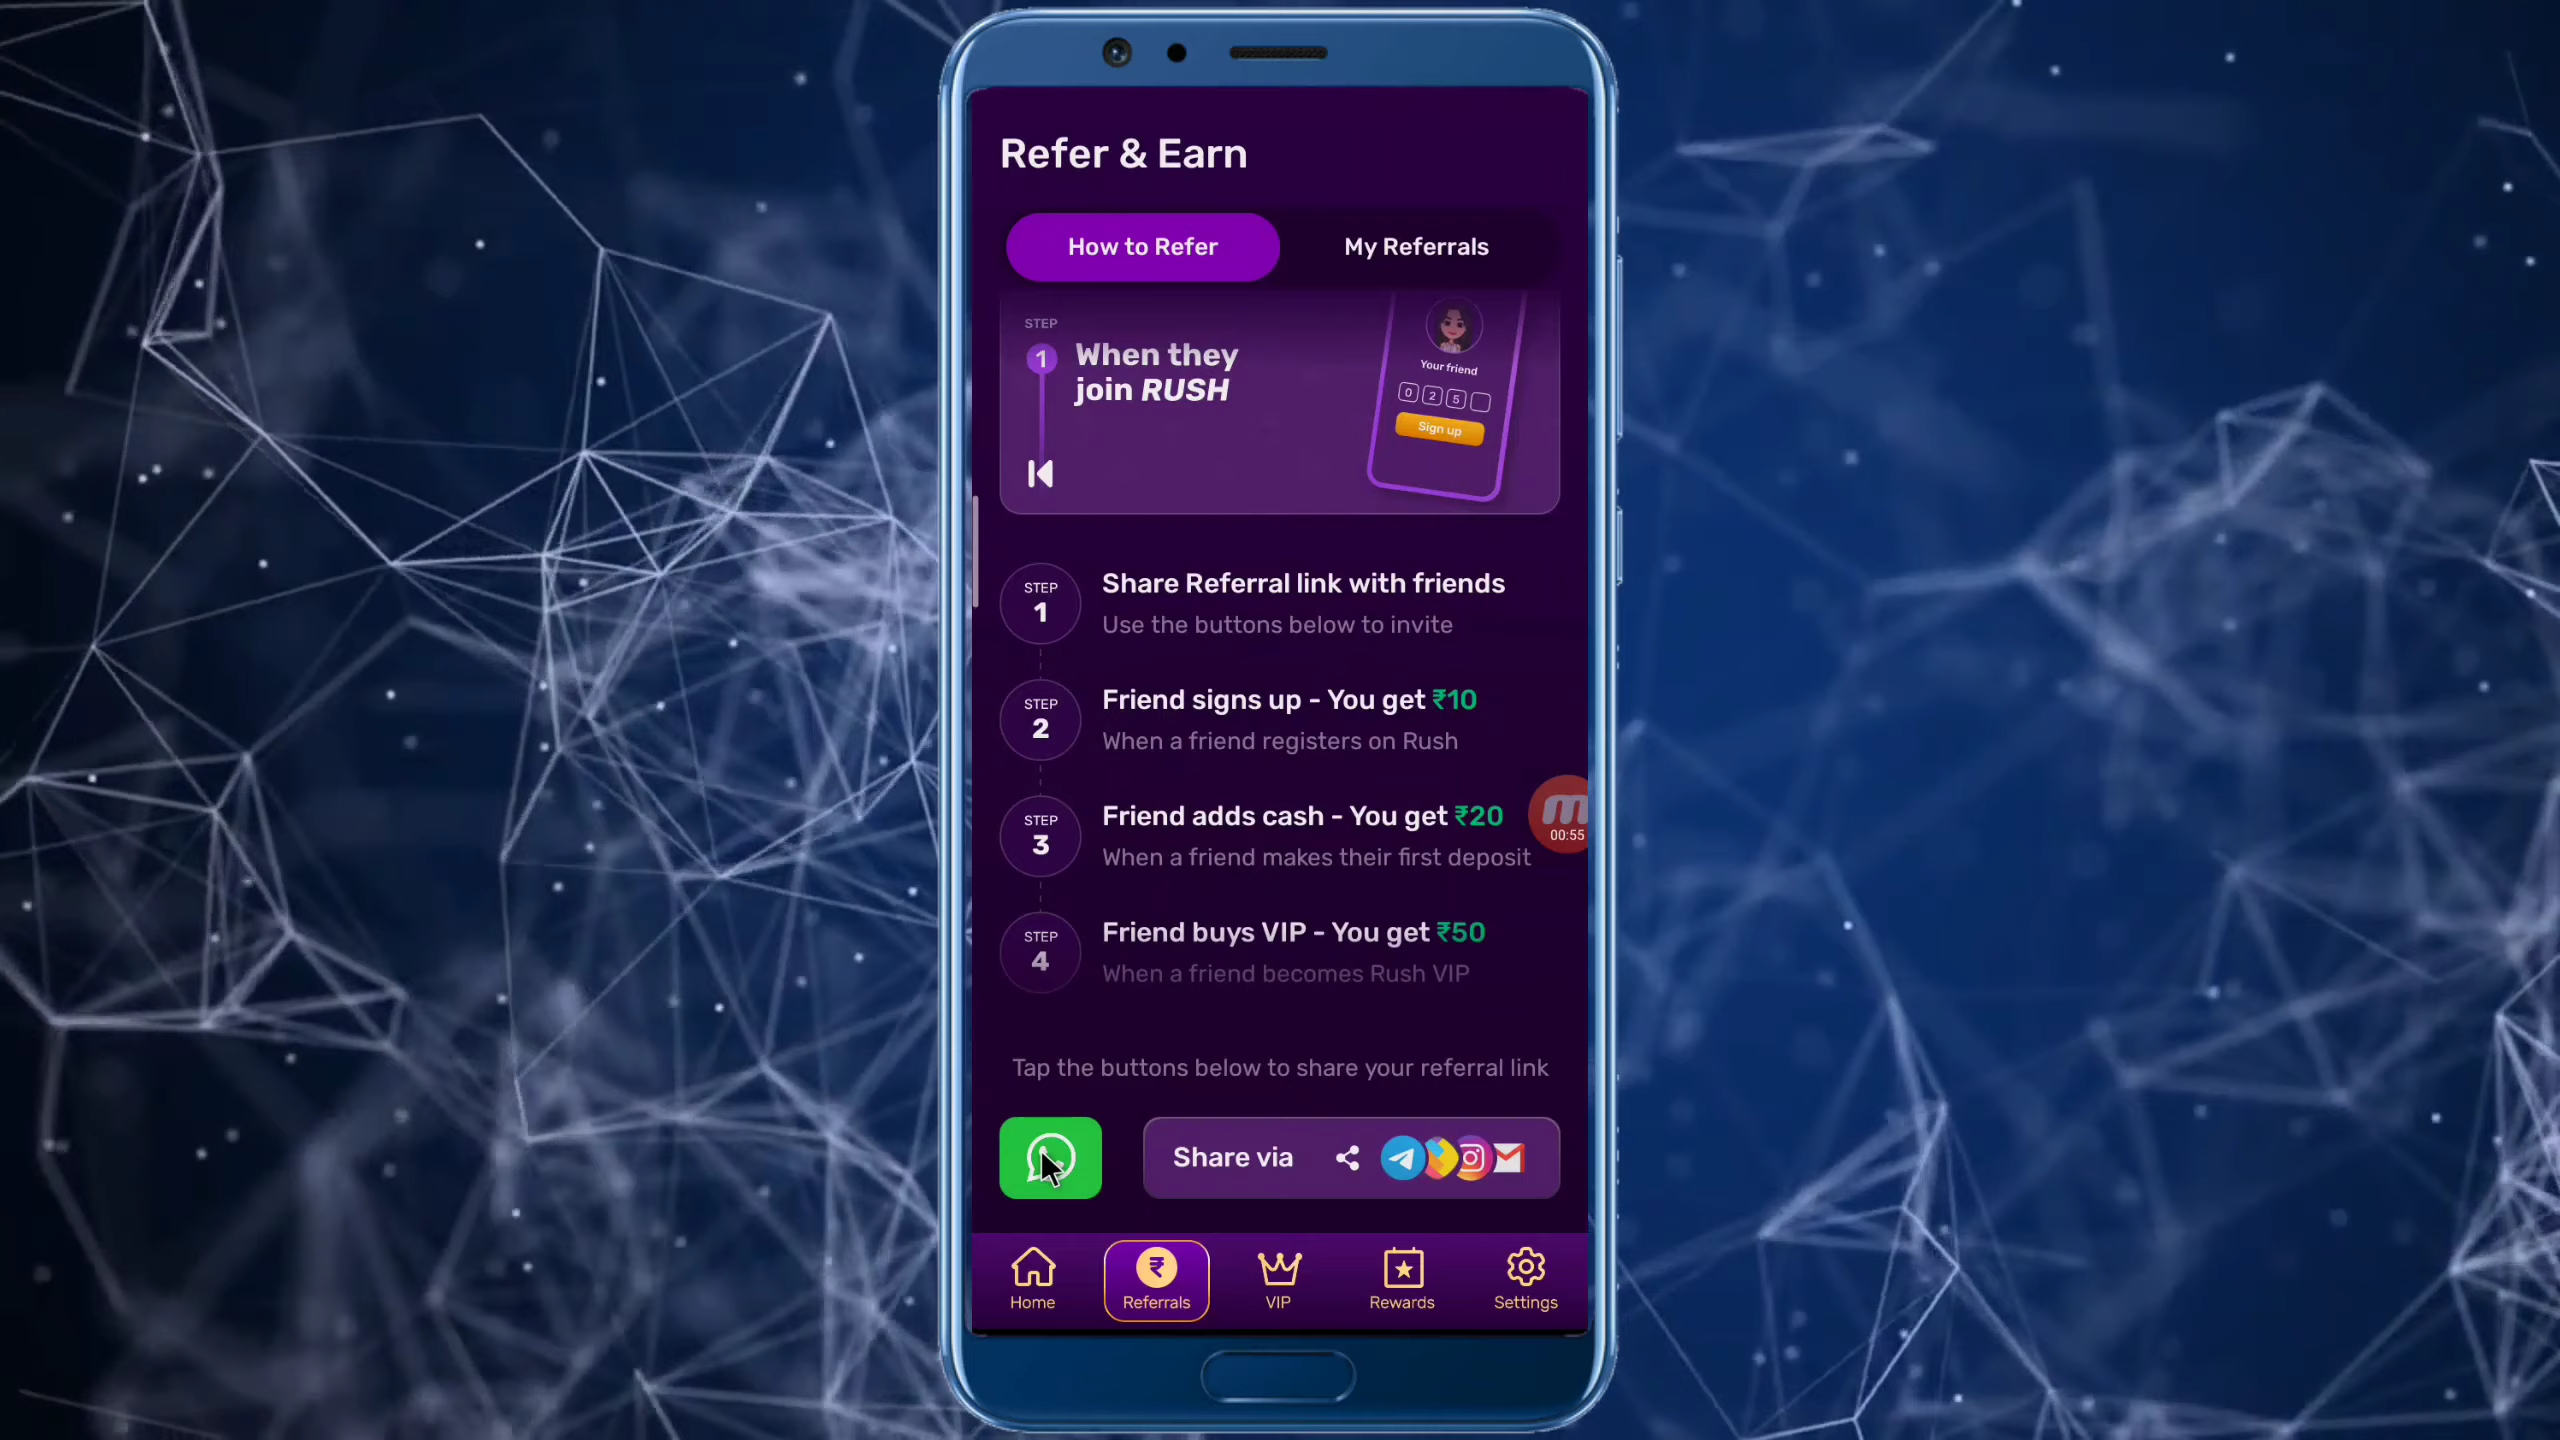 Refer & Earn
How to Refer
My Referrals
STEP
1
When they
join RUSH
Your friend
0 2 5
Sign up
STEP
1
Share Referral link with friends
Use the buttons below to invite
STEP
2
Friend signs up - You get ₹10
When a friend registers on Rush
STEP
3
Friend adds cash - You get ₹20
When a friend makes their first deposit
m
00:55
STEP
4
Friend buys VIP - You get ₹50
When a friend becomes Rush VIP
Tap the buttons below to share your referral link
Share via
₹
Home
Referrals
VIP
Rewards
Settings